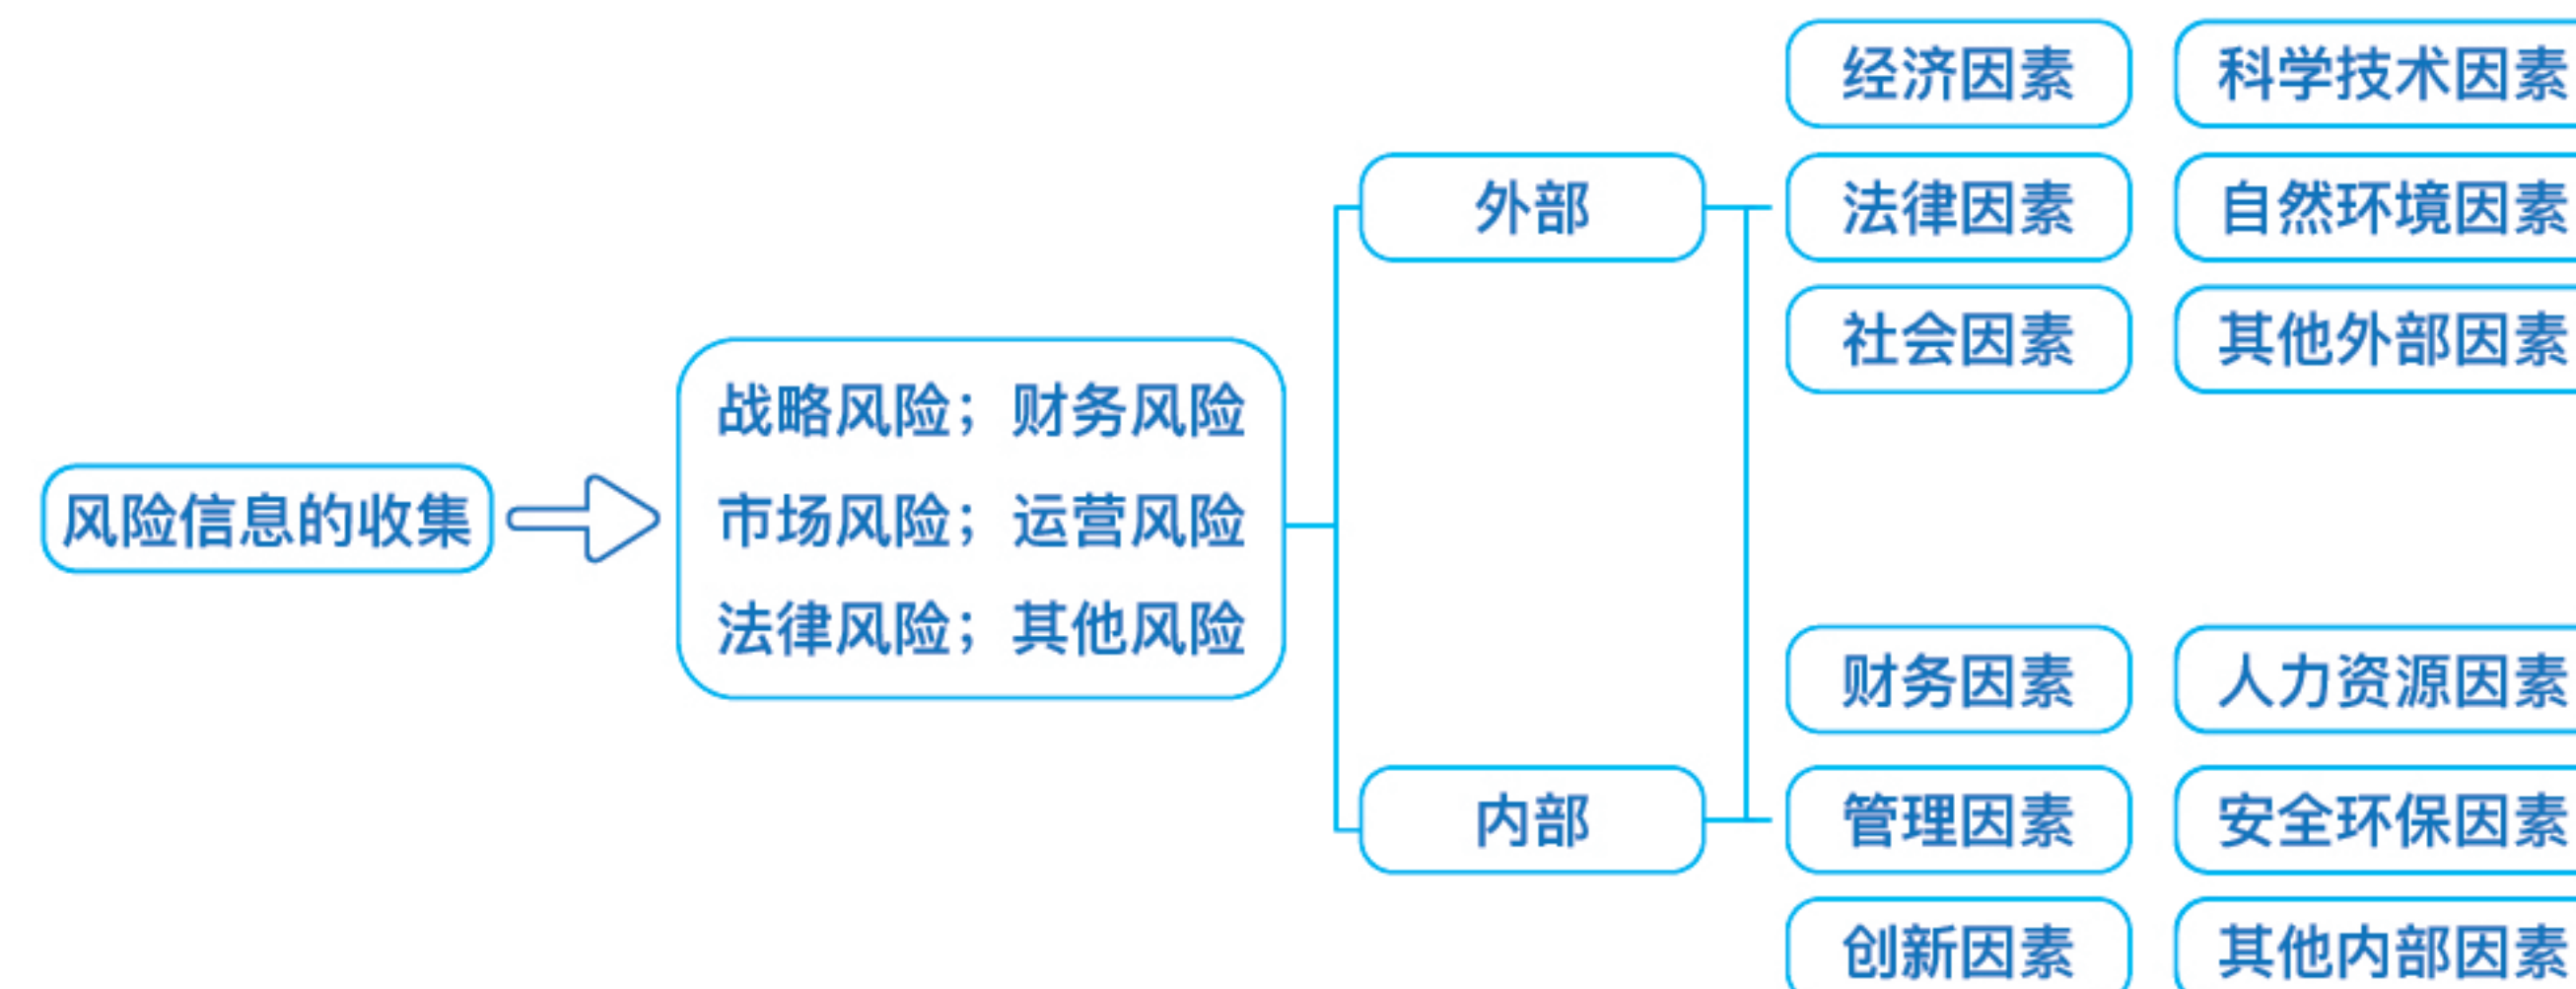 经济因素
科学技术因素
外部
法律因素
自然环境因素
社会因素
其他外部因素
战略风险；财务风险
风险信息的收集
市场风险；运营风险
法律风险；其他风险
财务因素
人力资源因素
内部
管理因素
安全环保因素
创新因素
其他内部因素